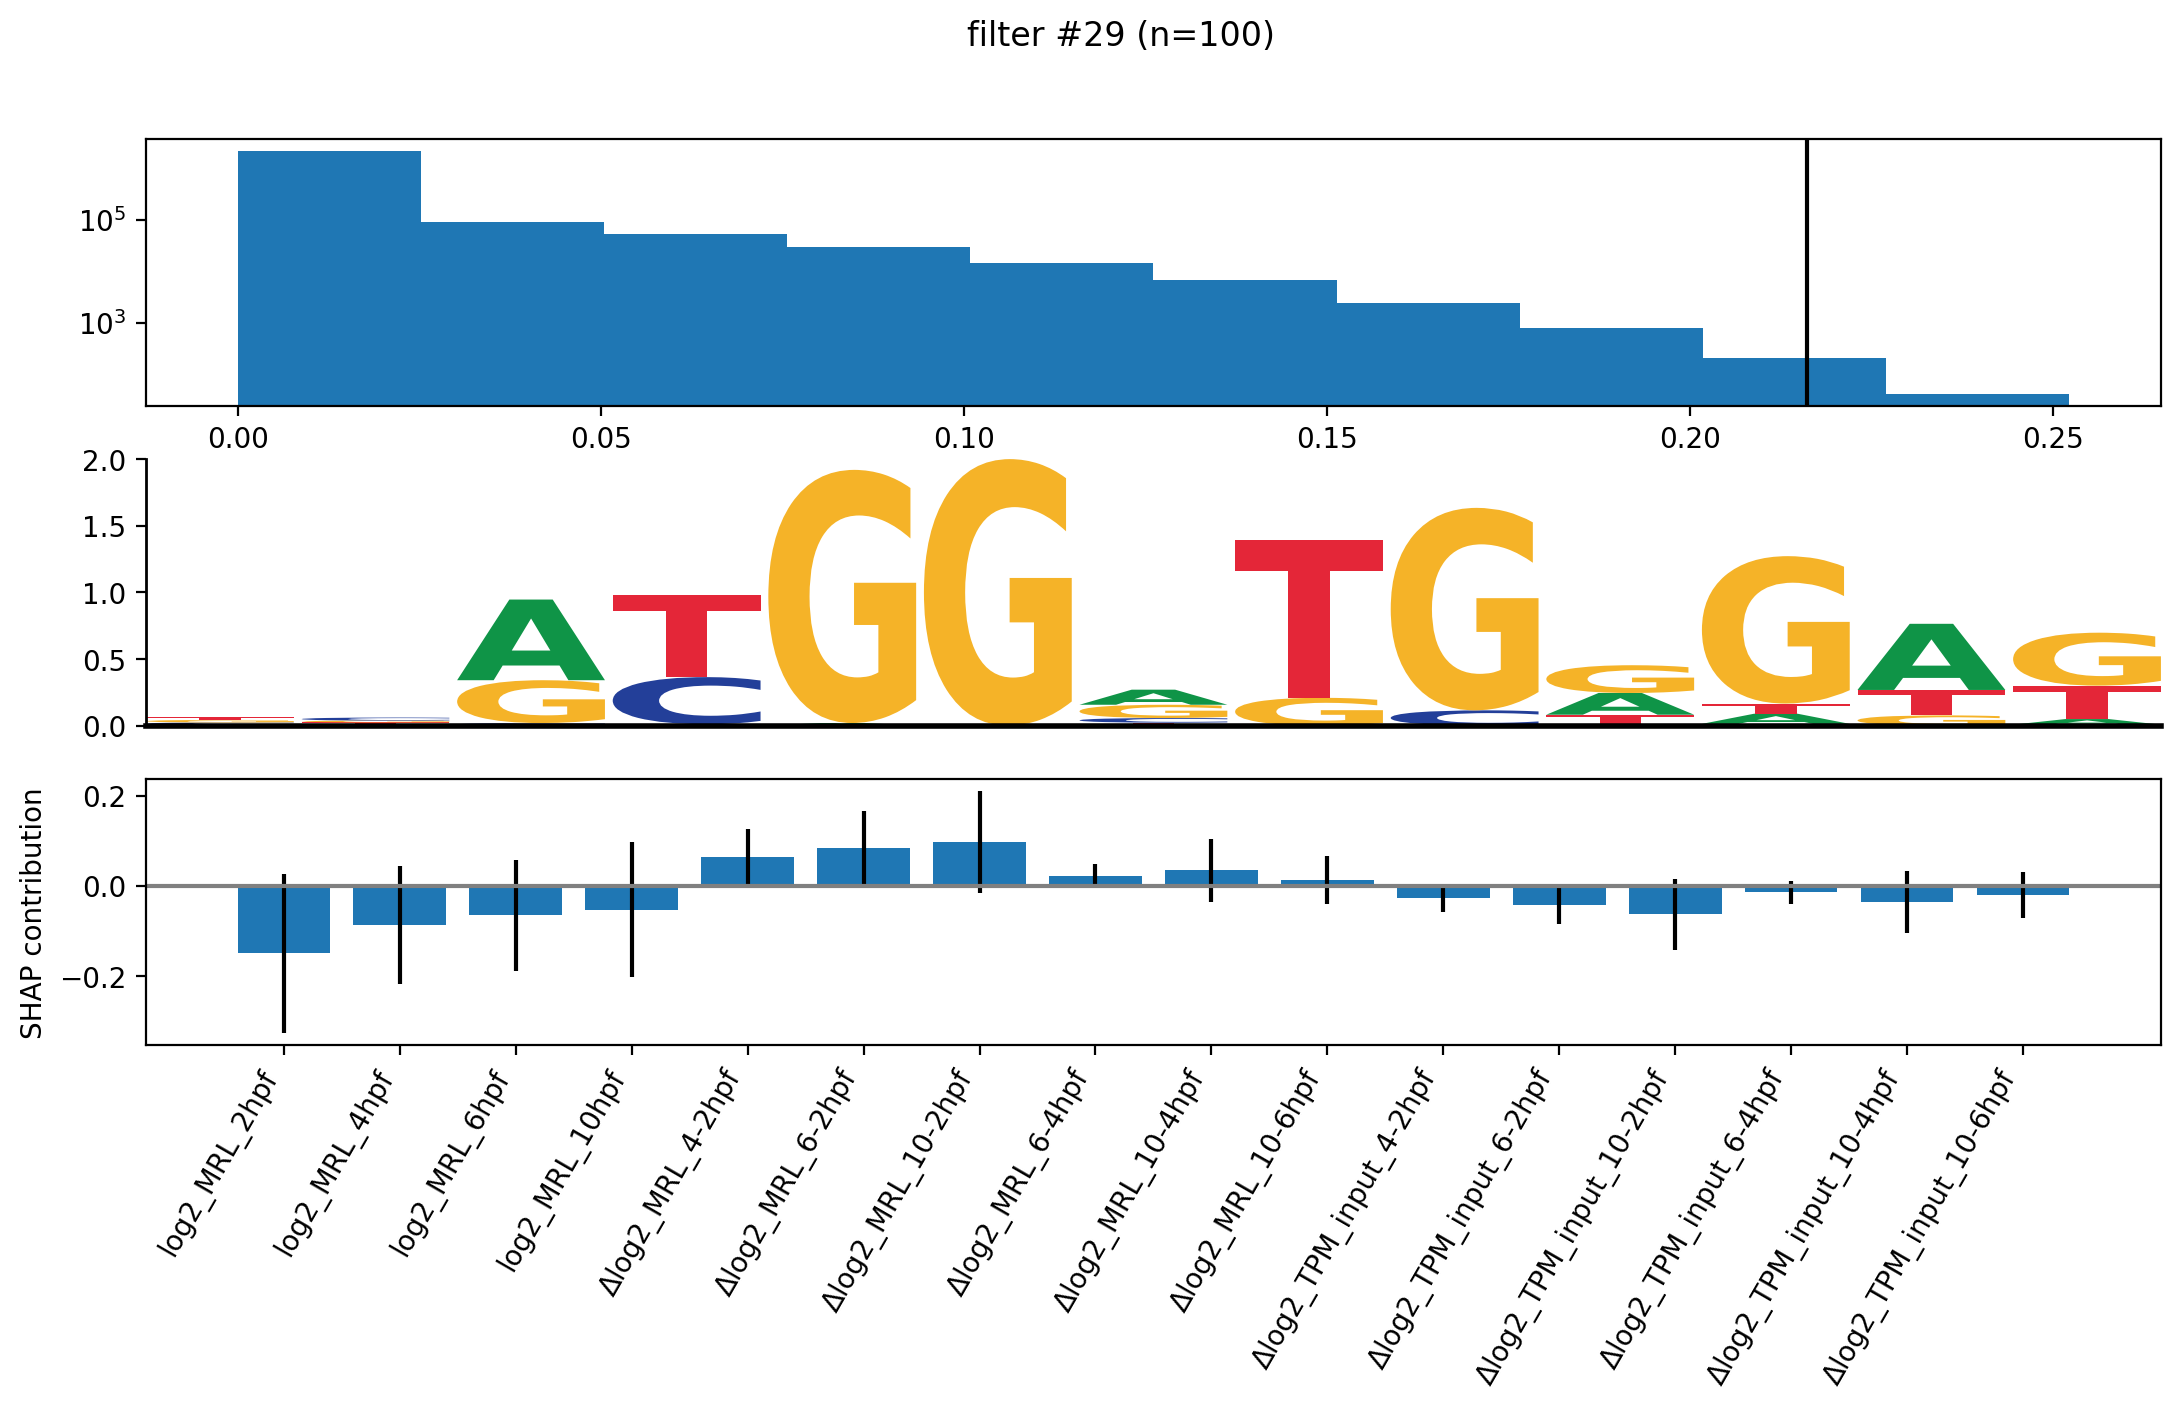 filter #29 (n=100)
10^5
10^3
0.00 0.05 0.10 0.15 0.20 0.25
2.0
1.5
1.0
0.5
0.0
A T G G A T G G G A G
G C G G C A T T T
C T A G A
SHAP contribution
0.2
0.0
−0.2
log2_MRL_2hpf
log2_MRL_4hpf
log2_MRL_6hpf
log2_MRL_10hpf
Δlog2_MRL_4-2hpf
Δlog2_MRL_6-2hpf
Δlog2_MRL_10-2hpf
Δlog2_MRL_6-4hpf
Δlog2_MRL_10-4hpf
Δlog2_MRL_10-6hpf
Δlog2_TPM_input_4-2hpf
Δlog2_TPM_input_6-2hpf
Δlog2_TPM_input_10-2hpf
Δlog2_TPM_input_6-4hpf
Δlog2_TPM_input_10-4hpf
Δlog2_TPM_input_10-6hpf